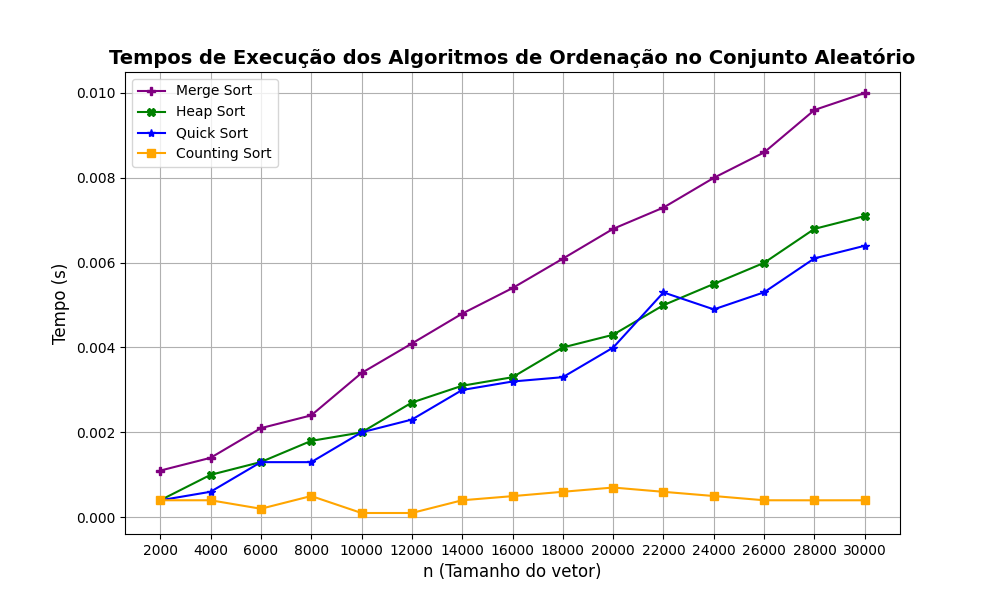 Tempos de Execução dos Algoritmos de Ordenação no Conjunto Aleatório
Merge Sort
Heap Sort
Quick Sort
Counting Sort
0.010
0.008
0.006
0.004
0.002
0.000
Tempo (s)
2000 4000 6000 8000 10000 12000 14000 16000 18000 20000 22000 24000 26000 28000 30000
n (Tamanho do vetor)